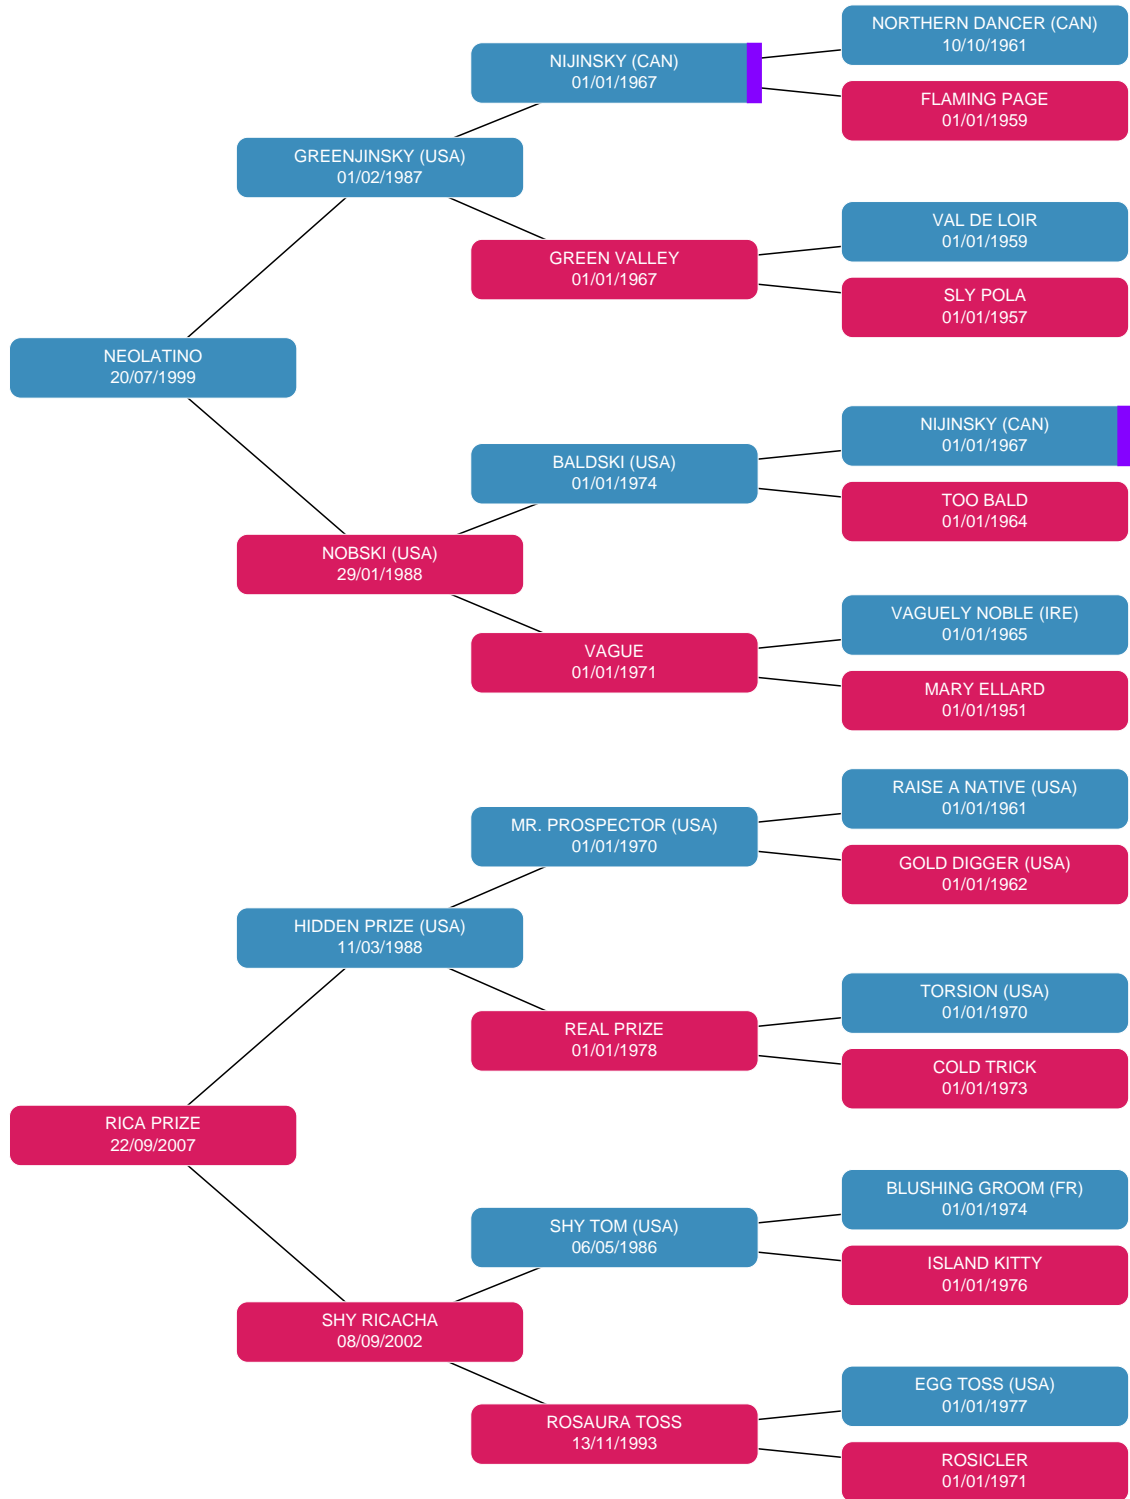 NORTHERN DANCER (CAN)
10/10/1961
NIJINSKY (CAN)
01/01/1967
FLAMING PAGE
01/01/1959
GREENJINSKY (USA)
01/02/1987
VAL DE LOIR
01/01/1959
GREEN VALLEY
01/01/1967
SLY POLA
01/01/1957
NEOLATINO
20/07/1999
NIJINSKY (CAN)
01/01/1967
BALDSKI (USA)
01/01/1974
TOO BALD
01/01/1964
NOBSKI (USA)
29/01/1988
VAGUELY NOBLE (IRE)
01/01/1965
VAGUE
01/01/1971
MARY ELLARD
01/01/1951
RAISE A NATIVE (USA)
01/01/1961
MR. PROSPECTOR (USA)
01/01/1970
GOLD DIGGER (USA)
01/01/1962
HIDDEN PRIZE (USA)
11/03/1988
TORSION (USA)
01/01/1970
REAL PRIZE
01/01/1978
COLD TRICK
01/01/1973
RICA PRIZE
22/09/2007
BLUSHING GROOM (FR)
01/01/1974
SHY TOM (USA)
06/05/1986
ISLAND KITTY
01/01/1976
SHY RICACHA
08/09/2002
EGG TOSS (USA)
01/01/1977
ROSAURA TOSS
13/11/1993
ROSICLER
01/01/1971